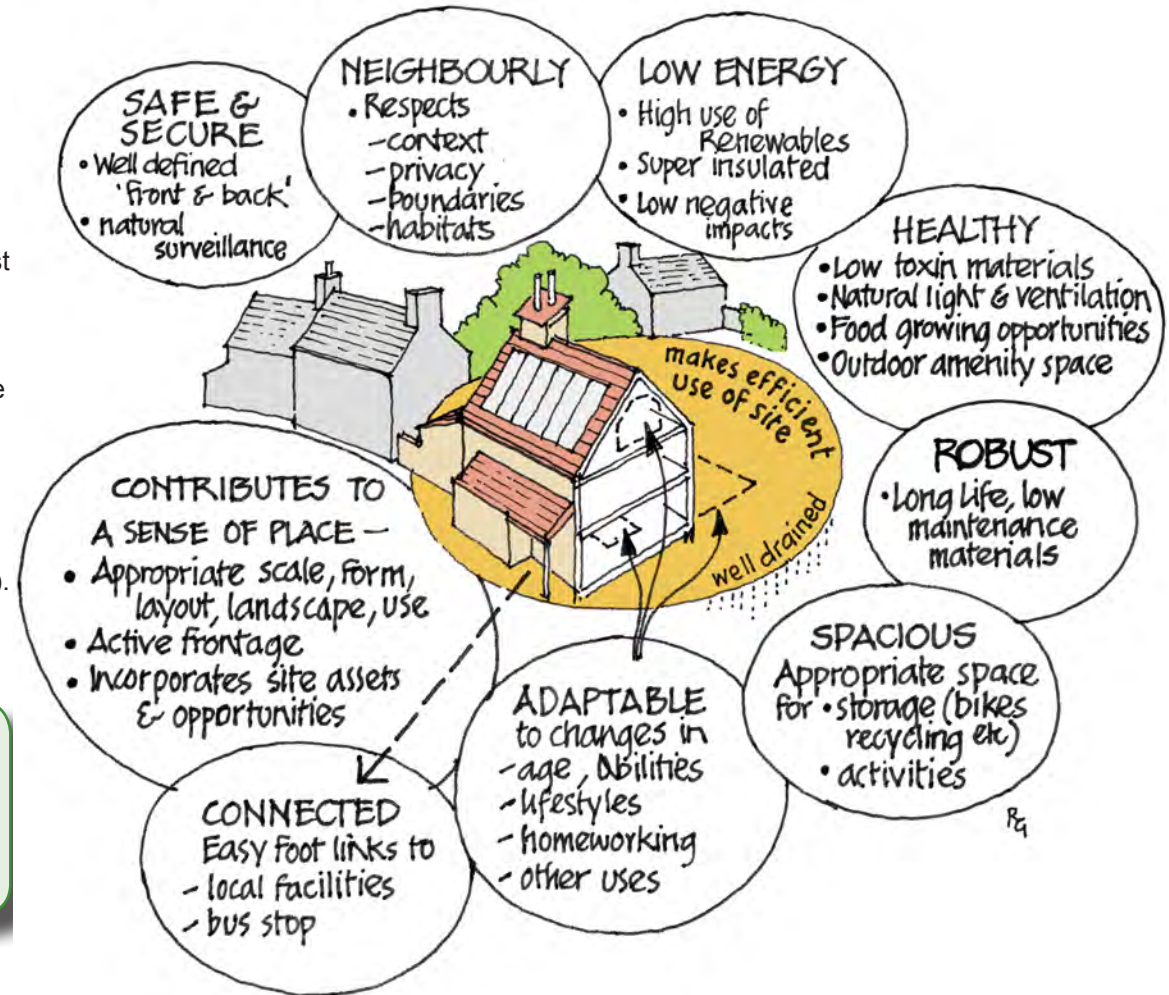 SAFE &
SECURE
• Well defined
'front & back'
• natural
surveillance
NEIGHBOURLY
• Respects
- context
- privacy
- boundaries
- habitats
LOW ENERGY
• High use of
Renewables
• Super insulated
• Low negative
impacts
HEALTHY
• Low toxin materials
• Natural light & ventilation
• Food growing opportunities
• Outdoor amenity space
makes efficient
use of site
well drained
ROBUST
• Long life, low
maintenance
materials
CONTRIBUTES TO
A SENSE OF PLACE –
• Appropriate scale, form,
layout, landscape, use
• Active frontage
• Incorporates site assets
& opportunities
SPACIOUS
Appropriate space
for • storage (bikes
recycling etc)
• activities
ADAPTABLE
to changes in
- age, abilities
- lifestyles
- homeworking
- other uses
CONNECTED
Easy foot links to
- local facilities
- bus stop